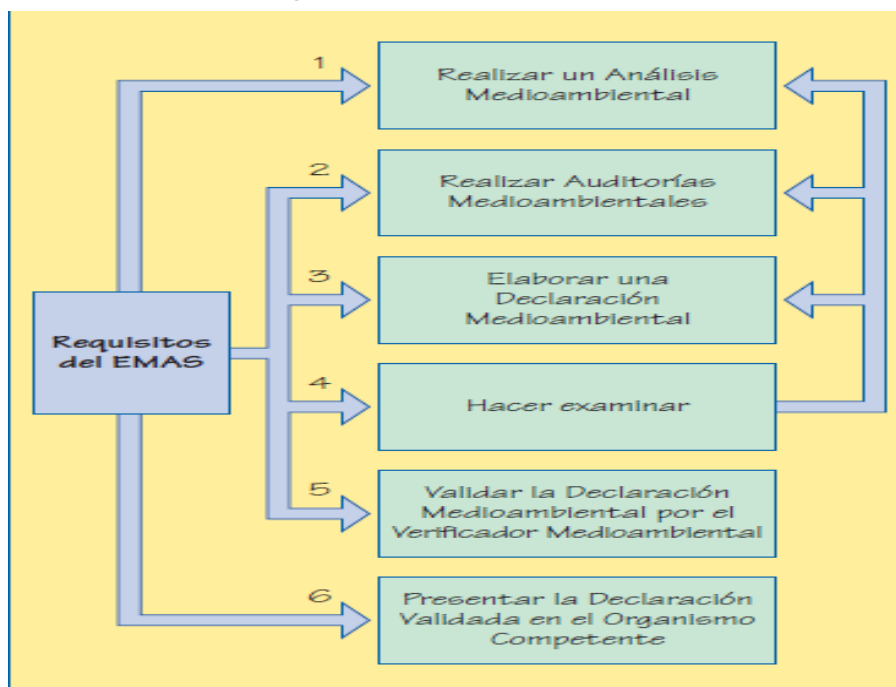 1
Realizar un Análisis
Medioambiental
2
Realizar Auditorías
Medioambientales
3
Elaborar una
Declaración
Medioambiental
Requisitos
del EMAS
4
Hacer examinar
5
Validar la Declaración
Medioambiental por el
Verificador Medioambiental
6
Presentar la Declaración
Validada en el Organismo
Competente